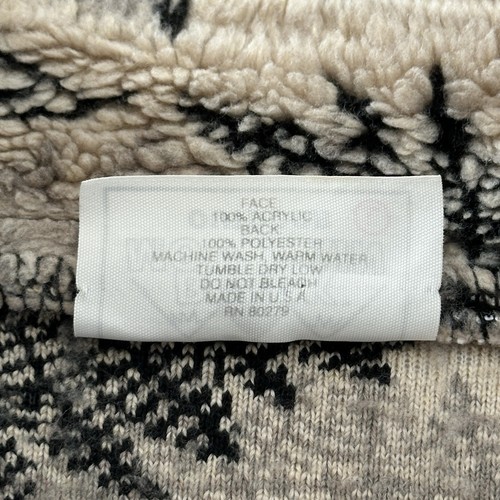 FACE
100% ACRYLIC
BACK
100% POLYESTER
MACHINE WASH, WARM WATER
TUMBLE DRY LOW
DO NOT BLEACH
MADE IN U.S.A.
RN 80279